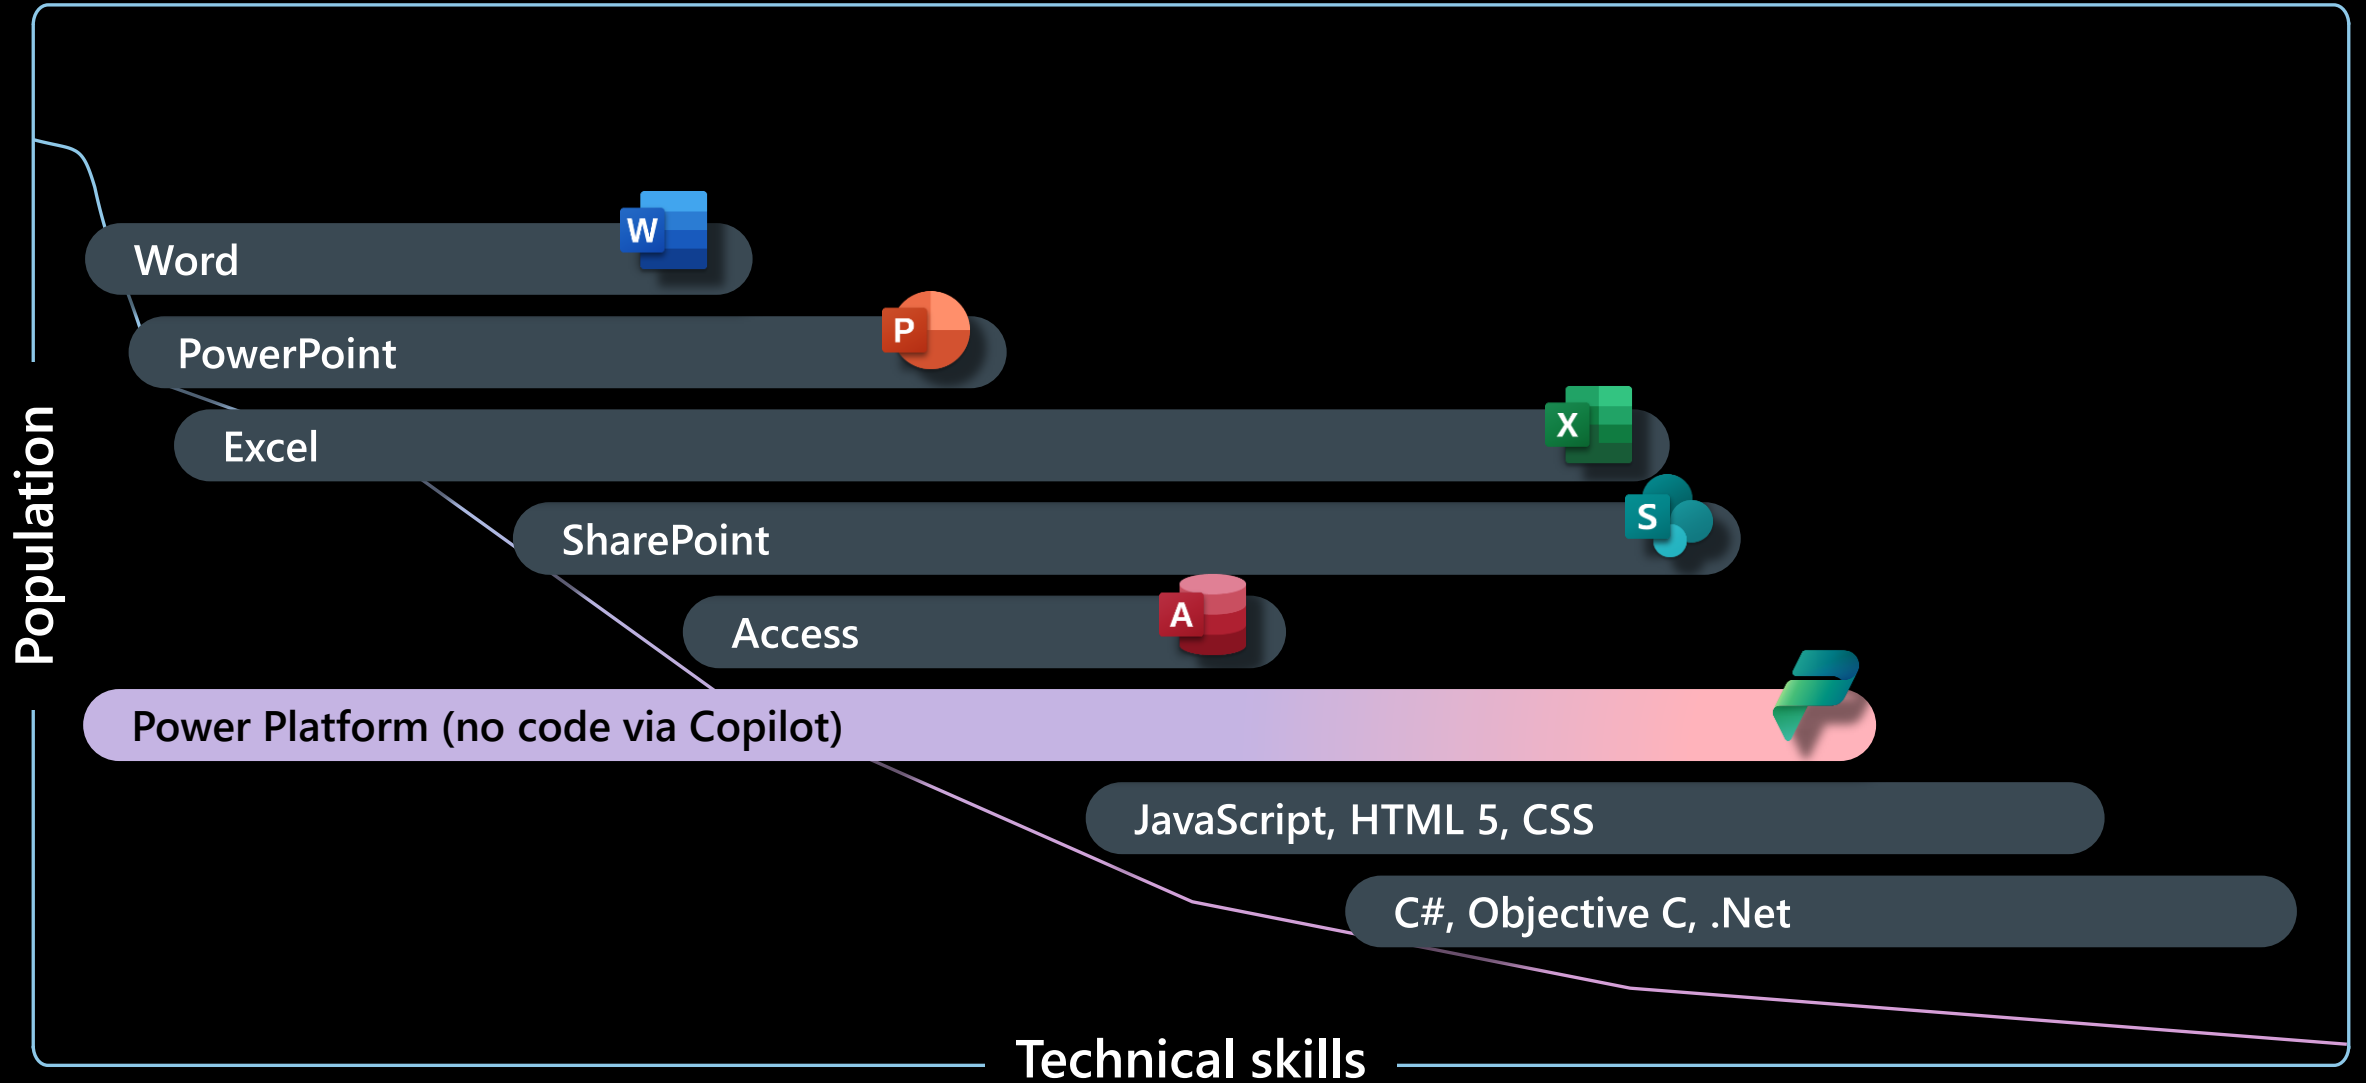 W
Word
P
PowerPoint
X
Excel
S
SharePoint
A
Access
Power Platform (no code via Copilot)
JavaScript, HTML 5, CSS
C#, Objective C, .Net
Population
Technical skills